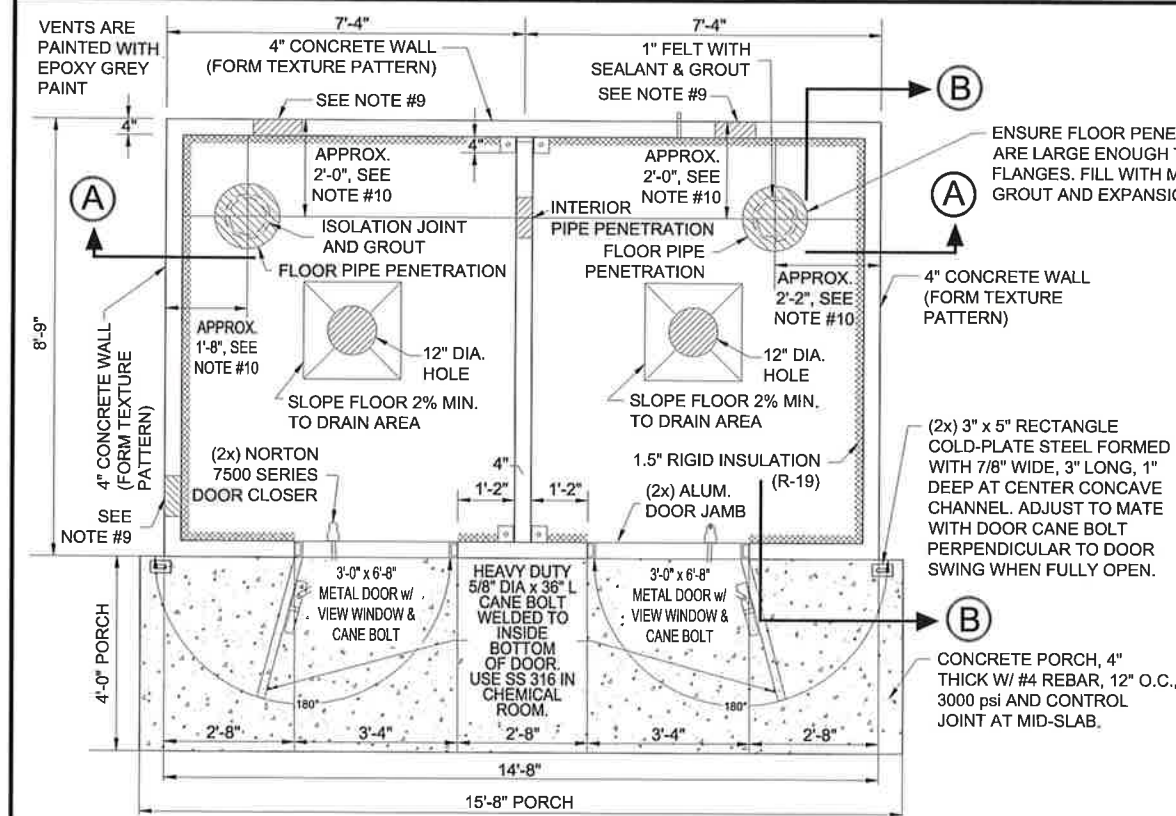 VENTS ARE
PAINTED WITH
EPOXY GREY
PAINT
7'-4"
7'-4"
4" CONCRETE WALL
(FORM TEXTURE PATTERN)
1" FELT WITH
SEALANT & GROUT
SEE NOTE #9
SEE NOTE #9
B
4"
4"
ENSURE FLOOR PENE
ARE LARGE ENOUGH
FLANGES. FILL WITH
GROUT AND EXPANSIO
APPROX.
2'-0", SEE
NOTE #10
APPROX.
2'-0", SEE
NOTE #10
A
A
INTERIOR
PIPE PENETRATION
ISOLATION JOINT
AND GROUT
FLOOR PIPE PENETRATION
FLOOR PIPE
PENETRATION
APPROX.
2'-2", SEE
NOTE #10
4" CONCRETE WALL
(FORM TEXTURE
PATTERN)
8'-9"
4" CONCRETE WALL
(FORM TEXTURE
PATTERN)
APPROX.
1'-8", SEE
NOTE #10
12" DIA.
HOLE
12" DIA.
HOLE
SLOPE FLOOR 2% MIN.
TO DRAIN AREA
SLOPE FLOOR 2% MIN.
TO DRAIN AREA
(2x) NORTON
7500 SERIES
DOOR CLOSER
4"
1.5" RIGID INSULATION
(R-19)
1'-2"
1'-2"
(2x) ALUM.
DOOR JAMB
(2x) 3" x 5" RECTANGLE
COLD-PLATE STEEL FORMED
WITH 7/8" WIDE, 3" LONG, 1"
DEEP AT CENTER CONCAVE
CHANNEL. ADJUST TO MATE
WITH DOOR CANE BOLT
PERPENDICULAR TO DOOR
SWING WHEN FULLY OPEN.
SEE
NOTE #9
3'-0" x 6'-8"
METAL DOOR w/
VIEW WINDOW &
CANE BOLT
HEAVY DUTY
5/8" DIA x 36" L
CANE BOLT
WELDED TO
INSIDE
BOTTOM
OF DOOR.
USE SS 316 IN
CHEMICAL
ROOM.
3'-0" x 6'-8"
METAL DOOR w/
VIEW WINDOW &
CANE BOLT
B
4'-0" PORCH
180°
180°
CONCRETE PORCH, 4"
THICK W/ #4 REBAR, 12" O.C.,
3000 psi AND CONTROL
JOINT AT MID-SLAB.
2'-8"
3'-4"
2'-8"
3'-4"
2'-8"
14'-8"
15'-8" PORCH